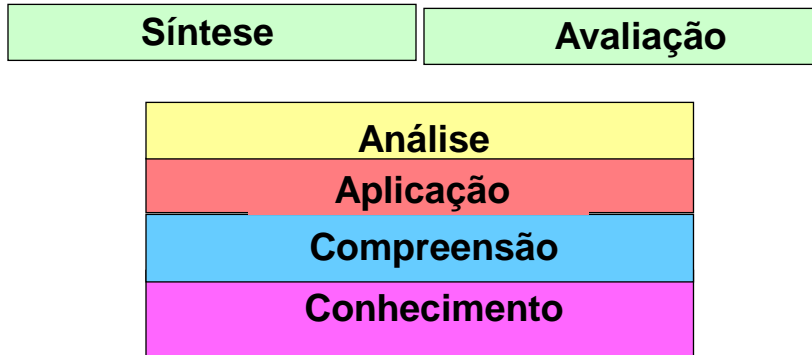 Síntese
Avaliação
Análise
Aplicação
Compreensão
Conhecimento